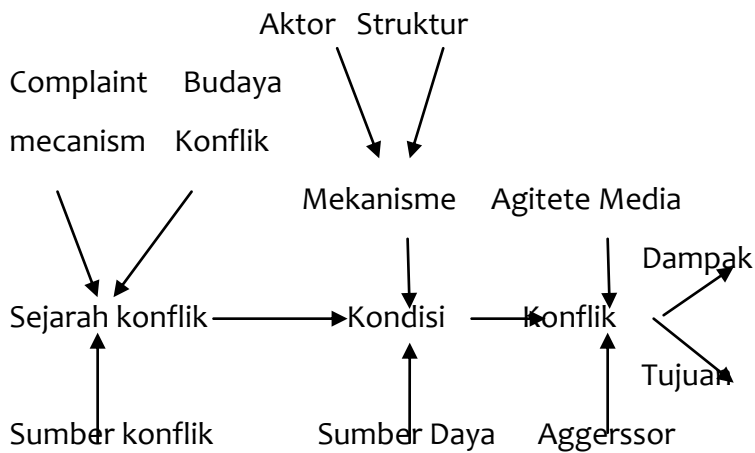 Aktor Struktur
Complaint Budaya
mecanism Konflik
Mekanisme Agitete Media
Dampak
Sejarah konflik Kondisi Konflik
Tujuan
Sumber konflik Sumber Daya Aggerssor